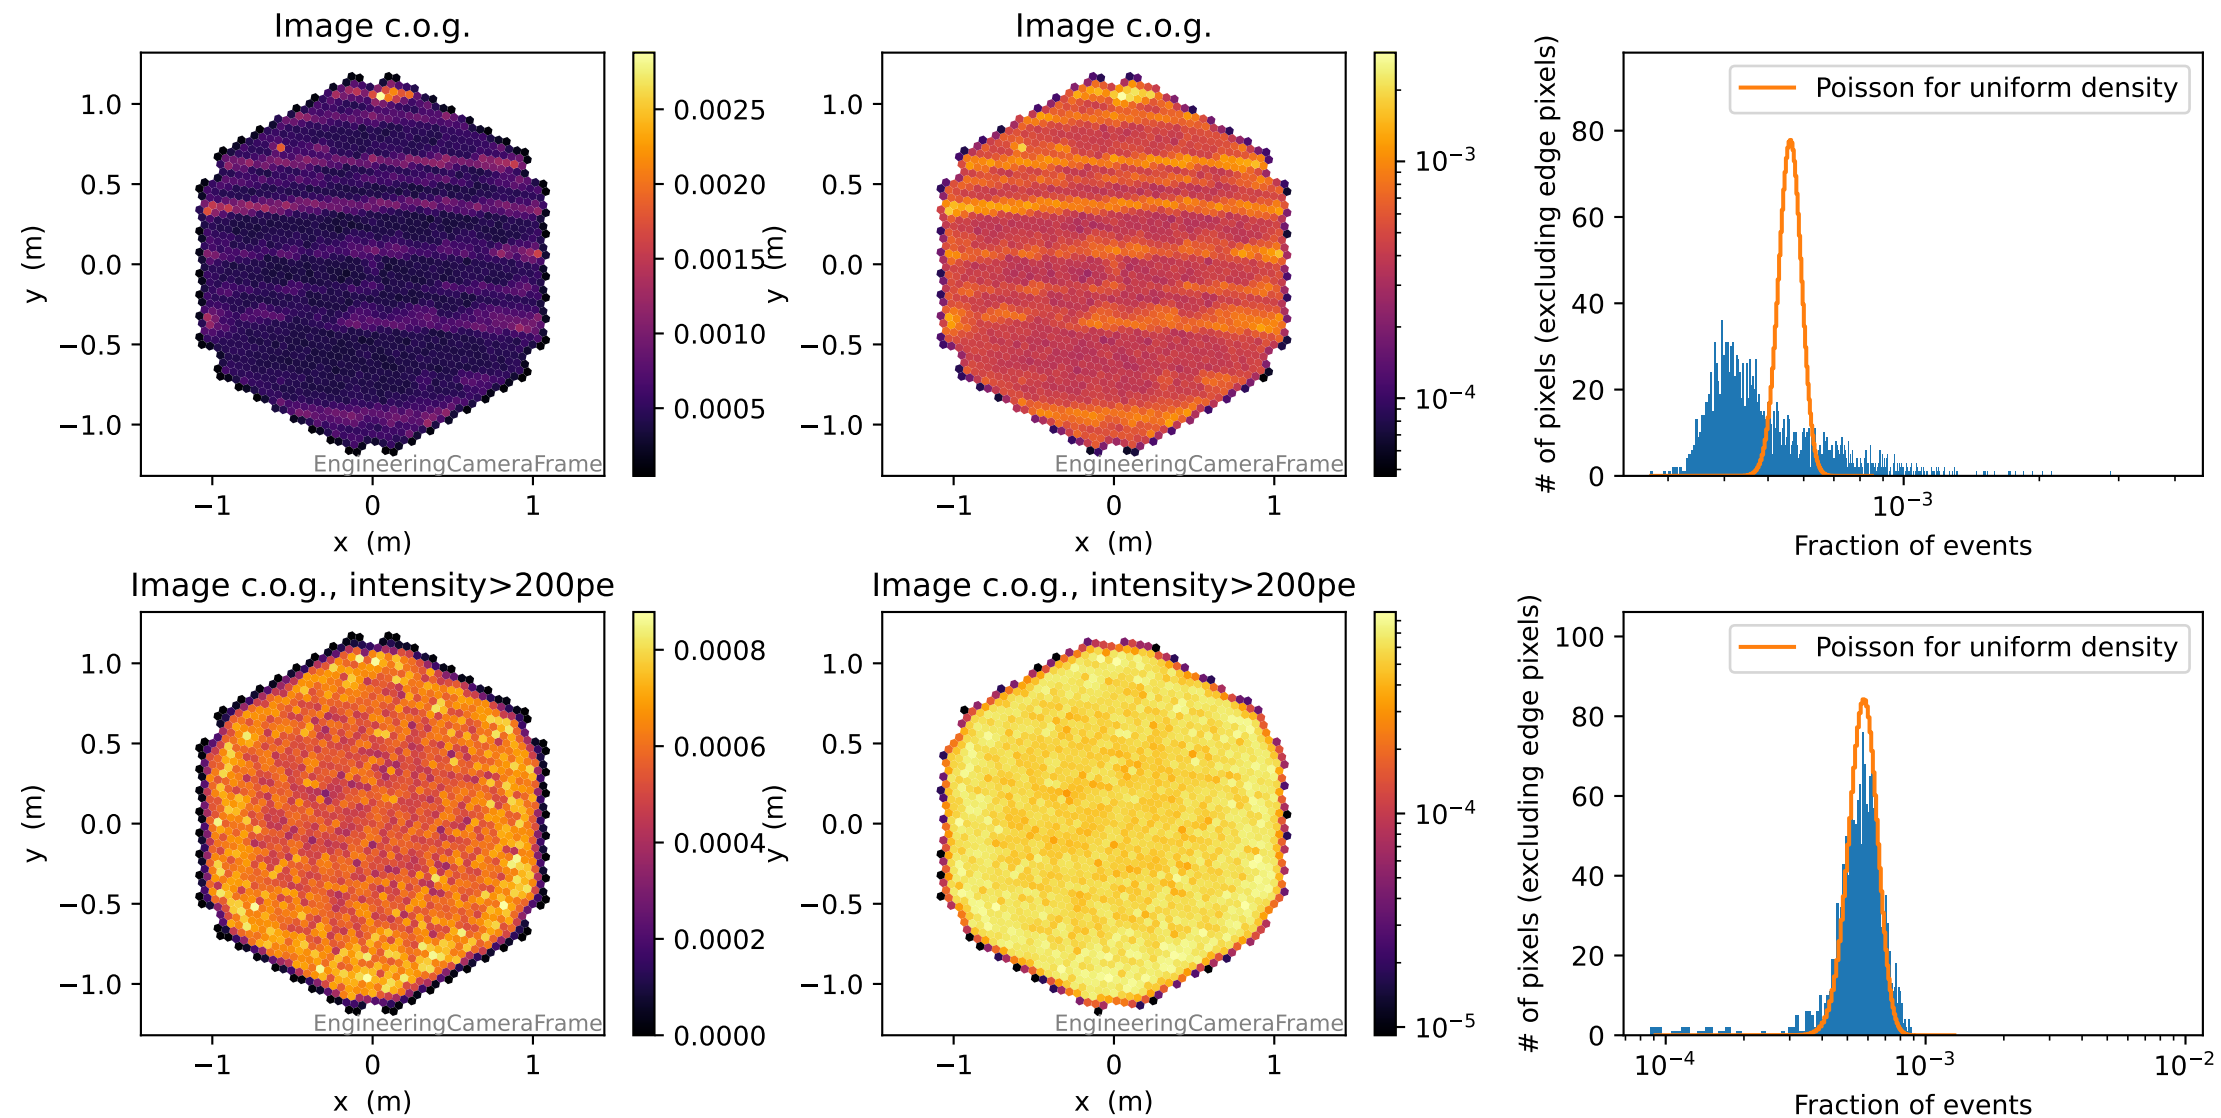 Image c.o.g.
1.0
0.5
0.0
−0.5
−1.0
y (m)
−1
0
1
x (m)
EngineeringCameraFrame
0.0025
0.0020
0.0015
0.0010
0.0005
Image c.o.g.
1.0
0.5
0.0
−0.5
−1.0
y (m)
−1
0
1
x (m)
EngineeringCameraFrame
10⁻³
10⁻⁴
# of pixels (excluding edge pixels)
80
60
40
20
0
Poisson for uniform density
10⁻³
Fraction of events
Image c.o.g., intensity>200pe
1.0
0.5
0.0
−0.5
−1.0
y (m)
−1
0
1
x (m)
EngineeringCameraFrame
0.0008
0.0006
0.0004
0.0002
0.0000
Image c.o.g., intensity>200pe
1.0
0.5
0.0
−0.5
−1.0
y (m)
−1
0
1
x (m)
EngineeringCameraFrame
10⁻⁴
10⁻⁵
# of pixels (excluding edge pixels)
100
80
60
40
20
0
Poisson for uniform density
10⁻⁴
10⁻³
10⁻²
Fraction of events